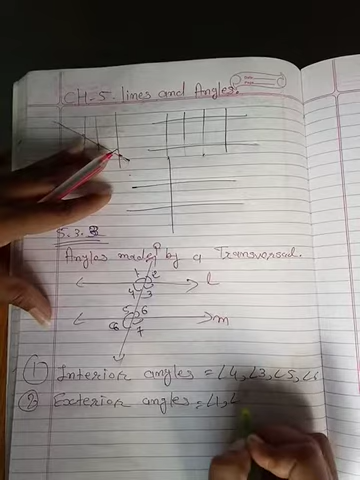 CH-5. Lines and Angles.
5.3.2
Angles made by a Transversal.
P
1 2
l
4 3
5 6
m
8 7
① Interior angles = ∠4, ∠3, ∠5, ∠6
② Exterior angles = ∠1, ∠